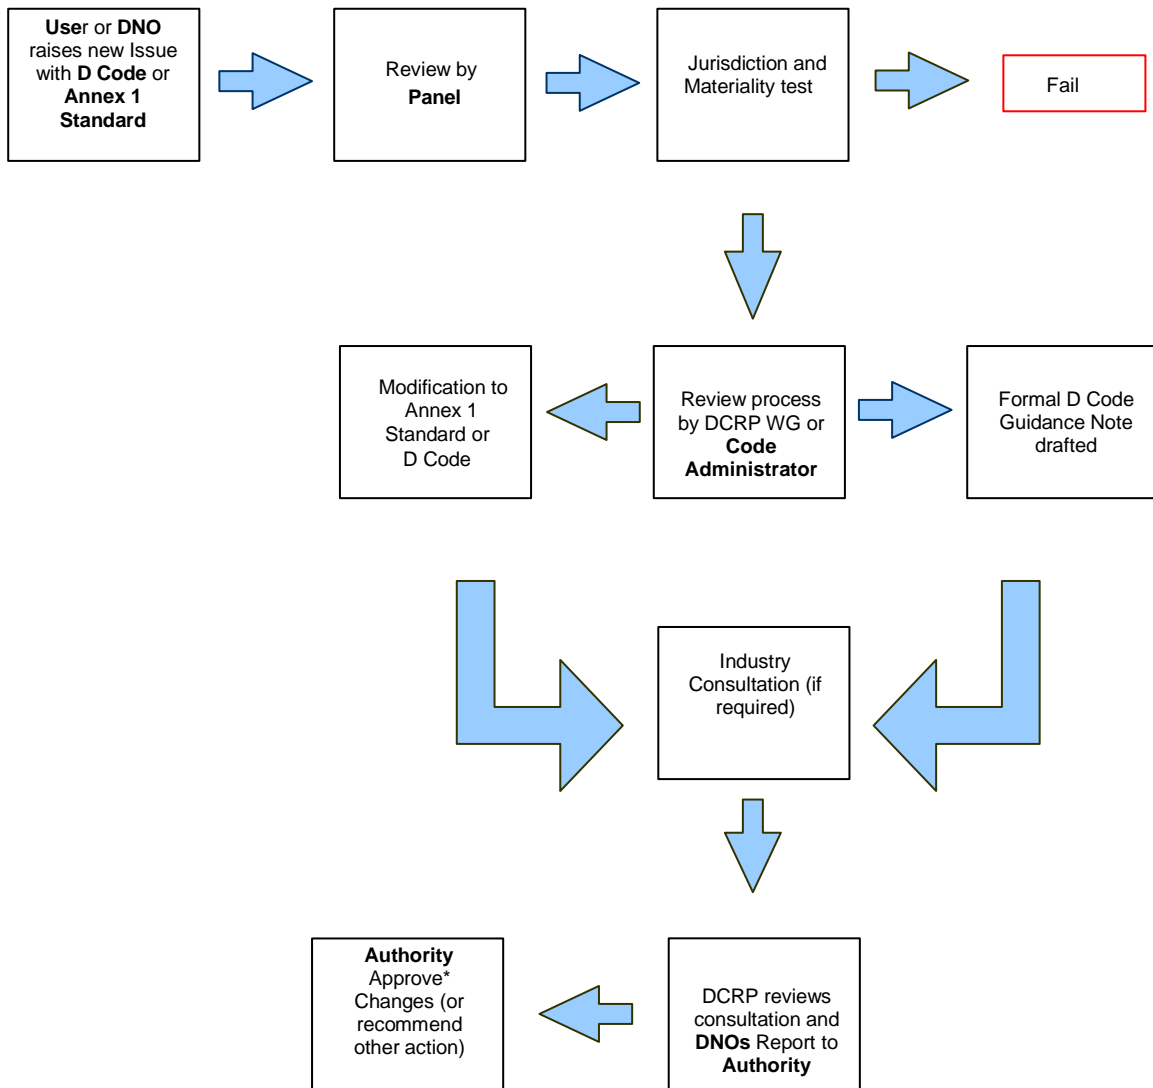 User or DNO
raises new Issue
with D Code or
Annex 1
Standard
Review by
Panel
Jurisdiction and
Materiality test
Fail
Modification to
Annex 1
Standard or
D Code
Review process
by DCRP WG or
Code
Administrator
Formal D Code
Guidance Note
drafted
Industry
Consultation (if
required)
Authority
Approve*
Changes (or
recommend
other action)
DCRP reviews
consultation and
DNOs Report to
Authority